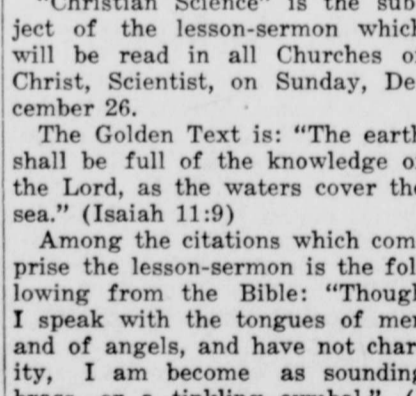 "Christian Science" is the sub-
ject of the lesson-sermon which
will be read in all Churches o
Christ, Scientist, on Sunday, De
cember 26.
The Golden Text is: "The earth
shall be full of the knowledge o
the Lord, as the waters cover the
sea." (Isaiah 11:9)
Among the citations which com
prise the lesson-sermon is the fol
lowing from the Bible: "Though
I speak with the tongues of men
and of angels, and have not char
ity, I am become as sounding
brass or a tinkling cymbal." (